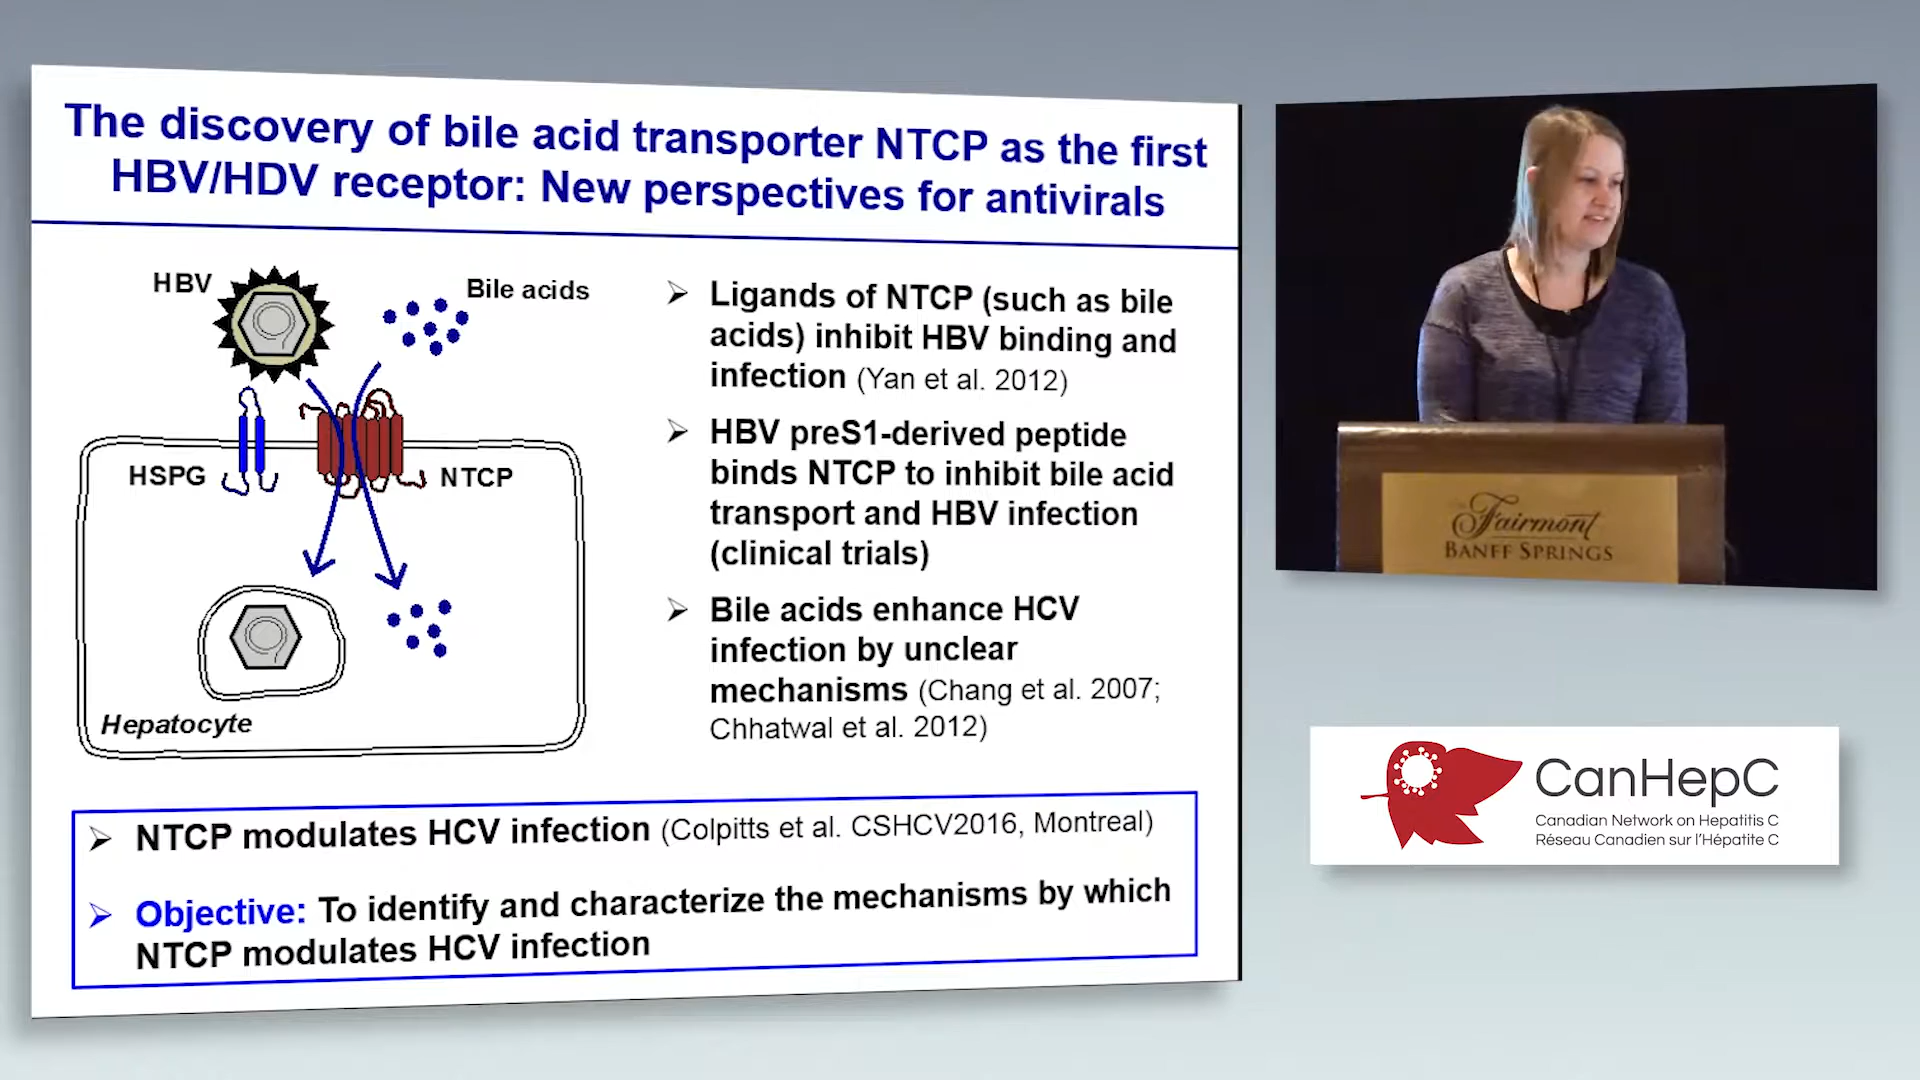 The discovery of bile acid transporter NTCP as the first
HBV/HDV receptor: New perspectives for antivirals
HBV
Bile acids
HSPG
NTCP
Hepatocyte
Ligands of NTCP (such as bile
acids) inhibit HBV binding and
infection (Yan et al. 2012)
HBV preS1-derived peptide
binds NTCP to inhibit bile acid
transport and HBV infection
(clinical trials)
Bile acids enhance HCV
infection by unclear
mechanisms (Chang et al. 2007;
Chhatwal et al. 2012)
NTCP modulates HCV infection (Colpitts et al. CSHCV2016, Montreal)
Objective: To identify and characterize the mechanisms by which
NTCP modulates HCV infection
Fairmont
BANFF SPRINGS
CanHepC
Canadian Network on Hepatitis C
Réseau Canadien sur l'Hépatite C